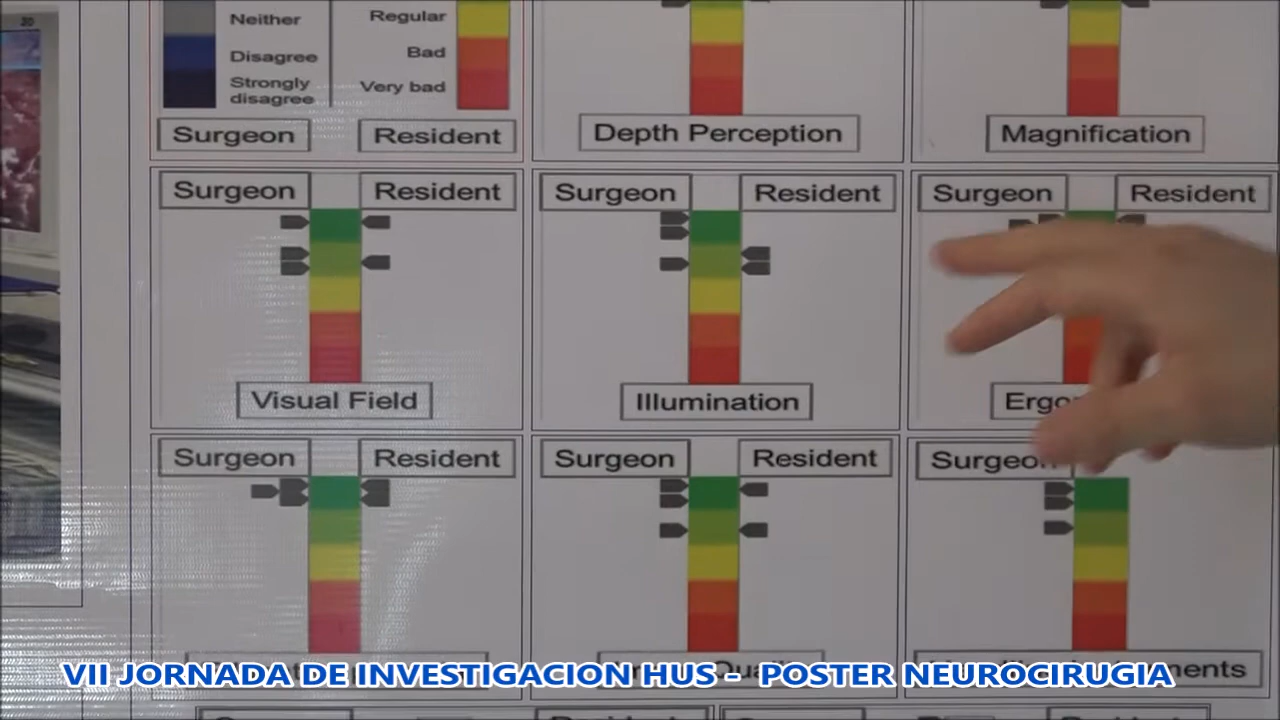 30
Neither
Regular
Disagree
Bad
Strongly
disagree
Very bad
Surgeon
Resident
Depth Perception
Magnification
Surgeon
Resident
Surgeon
Resident
Surgeon
Resident
Visual Field
Illumination
Surgeon
Resident
Surgeon
Resident
VII JORNADA DE INVESTIGACION HUS - POSTER NEUROCIRUGIA